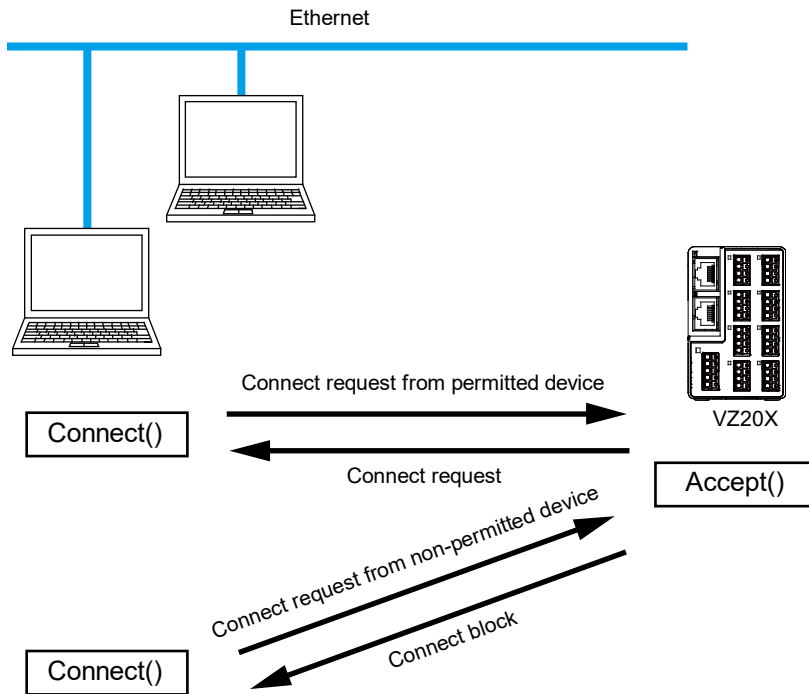 Ethernet
Connect request from permitted device
VZ20X
Connect()
Connect request
Accept()
Connect request from non-permitted device
Connect block
Connect()